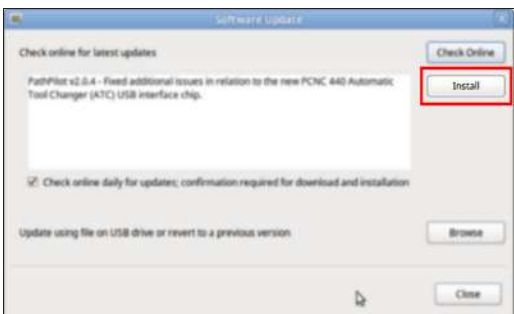 Software Update
Check online for latest updates
Check Online
PathPilot v2.0.4 - Fixed additional issues in relation to the new PCNC 440 Automatic
Tool Changer (ATC) USB interface chip.
Install
Check online daily for updates; confirmation required for download and installation
Update using file on USB drive or revert to a previous version
Browse
Close